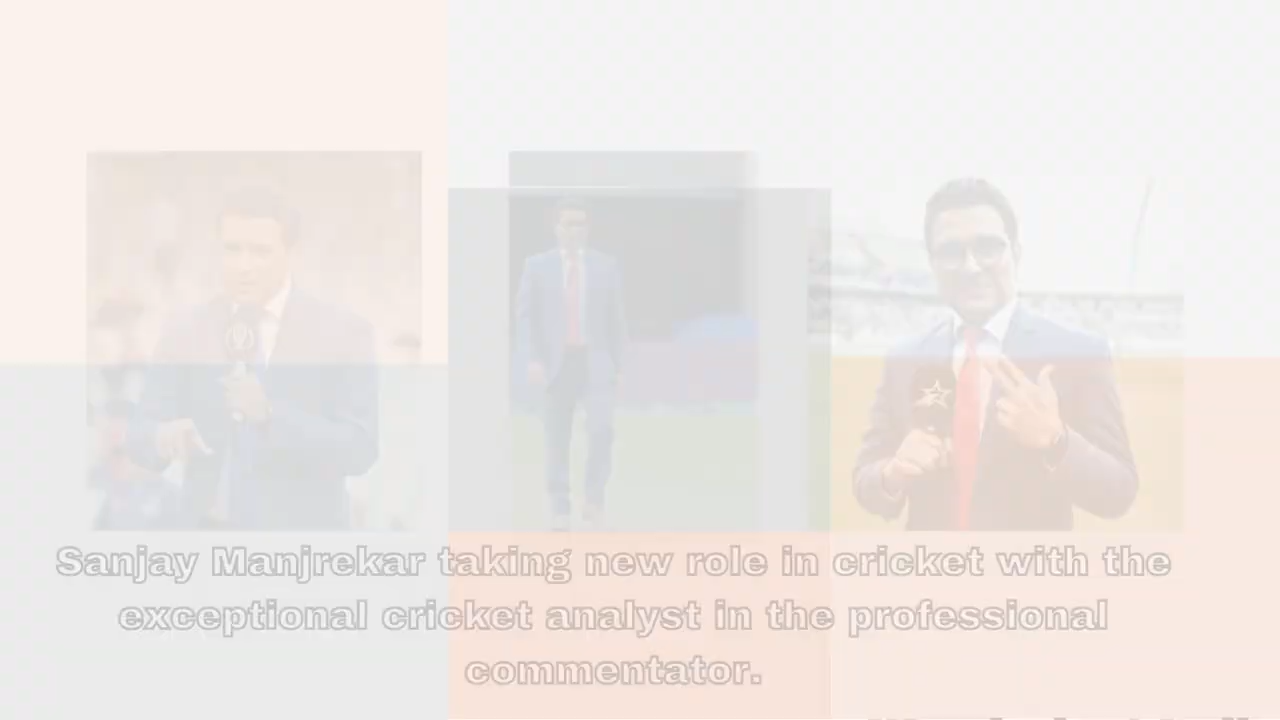 Sanjay Manjrekar taking new role in cricket with the
exceptional cricket analyst in the professional
commentator.